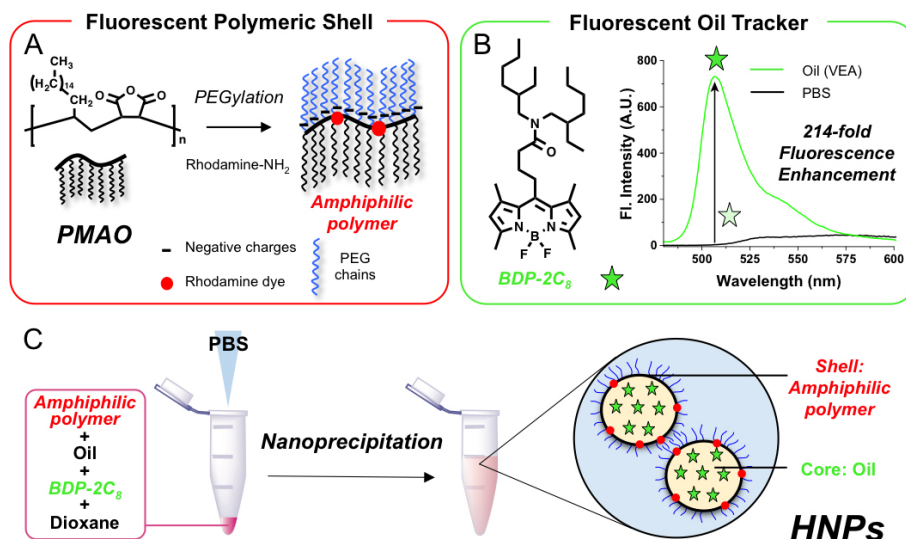 Fluorescent Polymeric Shell
A
CH₃
(H₂C)₁₄
CH₂
O
O
O
n
PEGylation
Rhodamine-NH₂
PMAO
Amphiphilic
polymer
Negative charges
Rhodamine dye
PEG
chains
Fluorescent Oil Tracker
B
N
O
N
N
B
F
F
BDP-2C₈
Fl. Intensity (A.U.)
800
600
400
200
0
500
525
550
575
600
Wavelength (nm)
Oil (VEA)
PBS
214-fold
Fluorescence
Enhancement
C
PBS
Amphiphilic
polymer
+
Oil
+
BDP-2C₈
+
Dioxane
Nanoprecipitation
Shell:
Amphiphilic
polymer
Core: Oil
HNPs